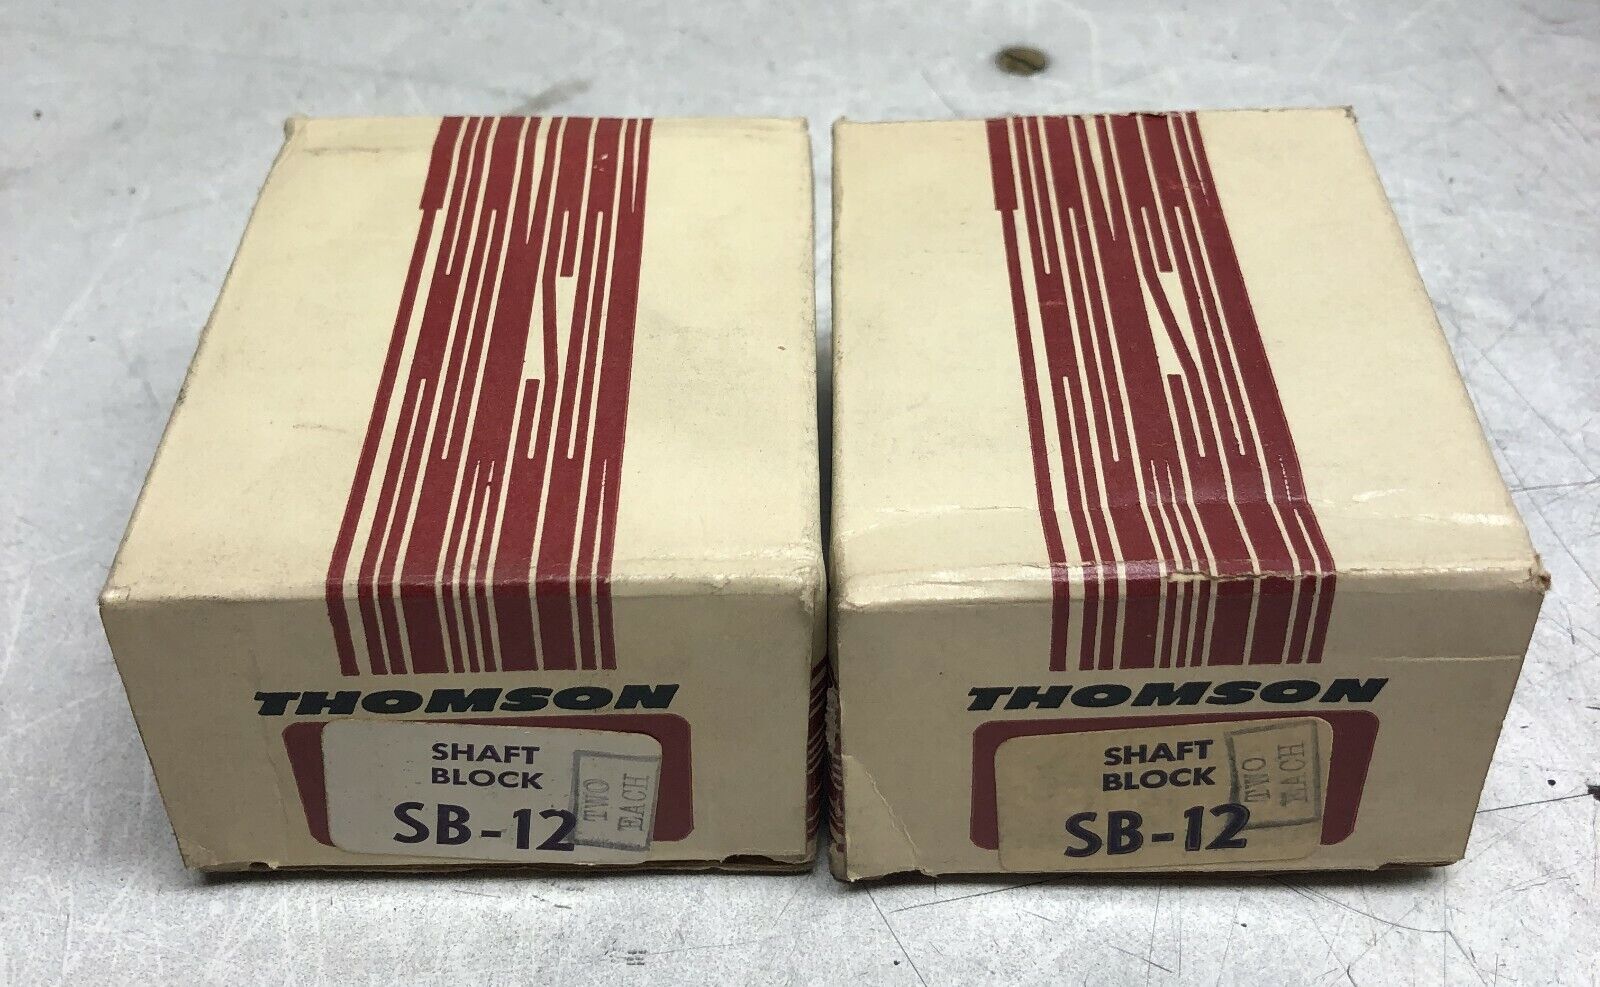 THOMSON
SHAFT
BLOCK
SB-12
TWO
EACH
THOMSON
SHAFT
BLOCK
SB-12
TWO
EACH